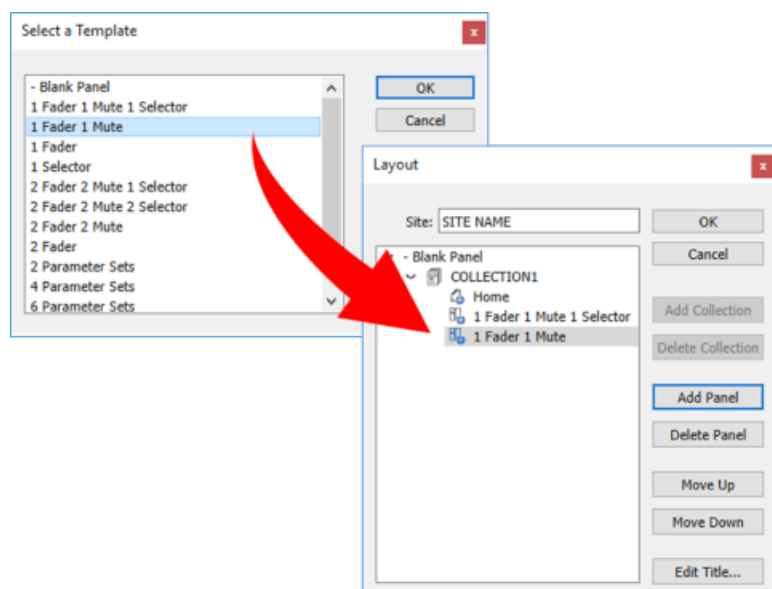 Select a Template
x
- Blank Panel
1 Fader 1 Mute 1 Selector
1 Fader 1 Mute
1 Fader
1 Selector
2 Fader 2 Mute 1 Selector
2 Fader 2 Mute 2 Selector
2 Fader 2 Mute
2 Fader
2 Parameter Sets
4 Parameter Sets
6 Parameter Sets
OK
Cancel
Layout
x
Site: SITE NAME
- Blank Panel
COLLECTION1
Home
1 Fader 1 Mute 1 Selector
1 Fader 1 Mute
OK
Cancel
Add Collection
Delete Collection
Add Panel
Delete Panel
Move Up
Move Down
Edit Title...